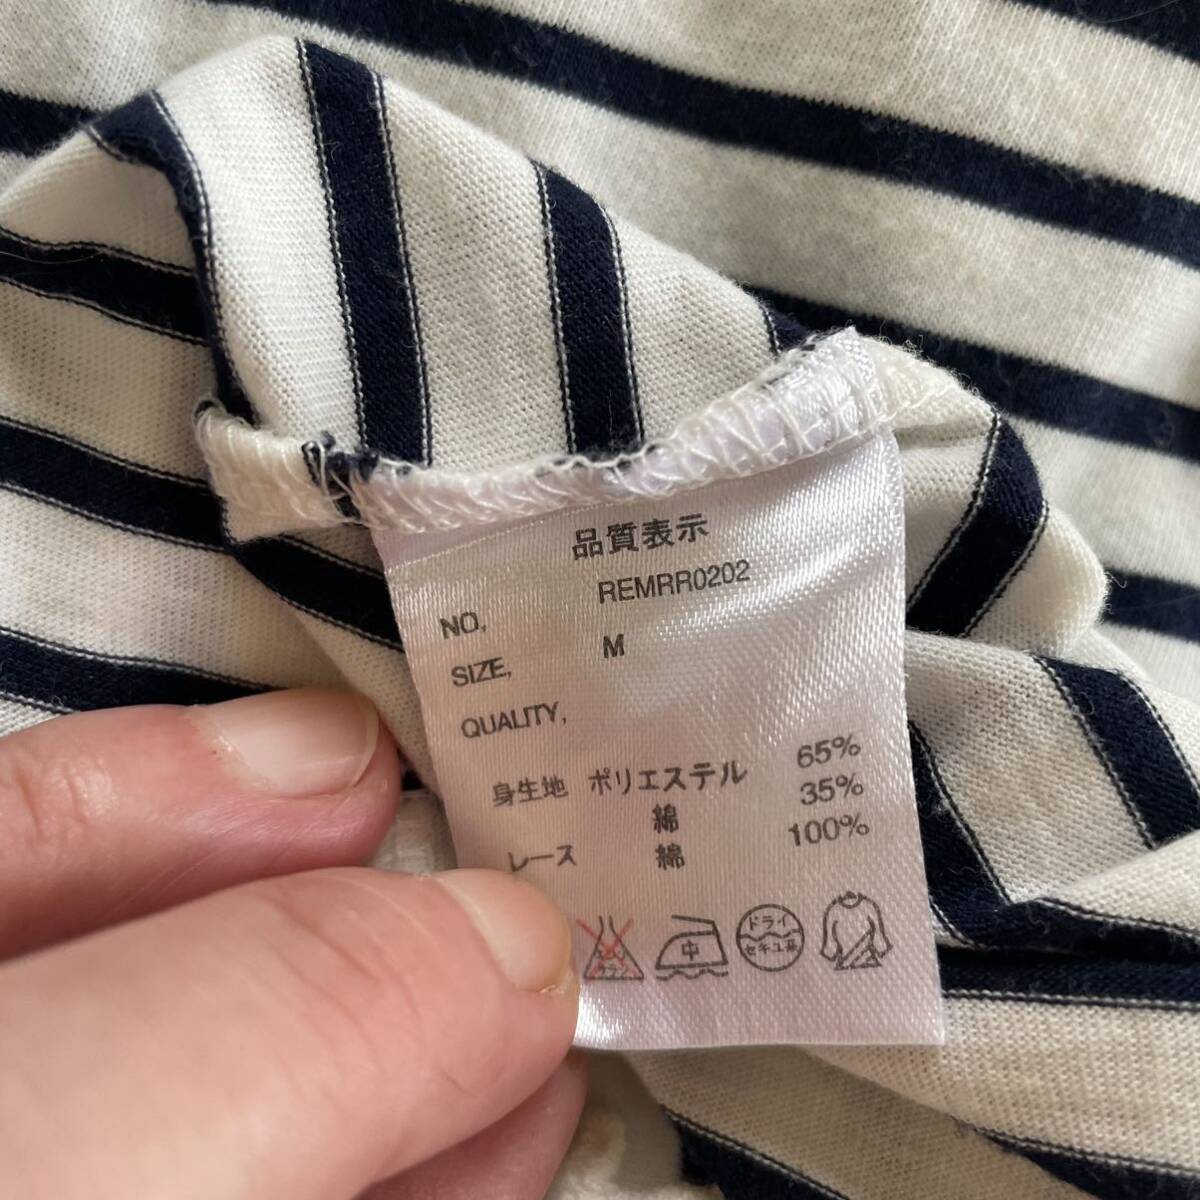 品質表示
NO, REMRR0202
SIZE, M
QUALITY,
身生地 ポリエステル 65%
綿 35%
レース 綿 100%
中 ドライ
セキユ系